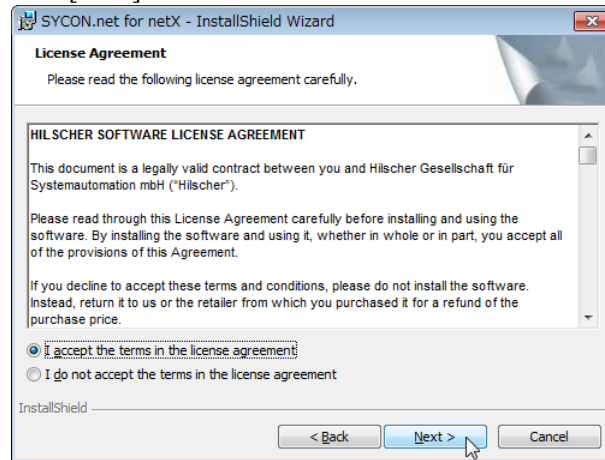 SYCON.net for netX - InstallShield Wizard
License Agreement
Please read the following license agreement carefully.
HILSCHER SOFTWARE LICENSE AGREEMENT
This document is a legally valid contract between you and Hilscher Gesellschaft für
Systemautomation mbH ("Hilscher").
Please read through this License Agreement carefully before installing and using the
software. By installing the software and using it, whether in whole or in part, you accept all
of the provisions of this Agreement.
If you decline to accept these terms and conditions, please do not install the software.
Instead, return it to us or the retailer from which you purchased it for a refund of the
purchase price.
I accept the terms in the license agreement
I do not accept the terms in the license agreement
InstallShield
< Back Next > Cancel